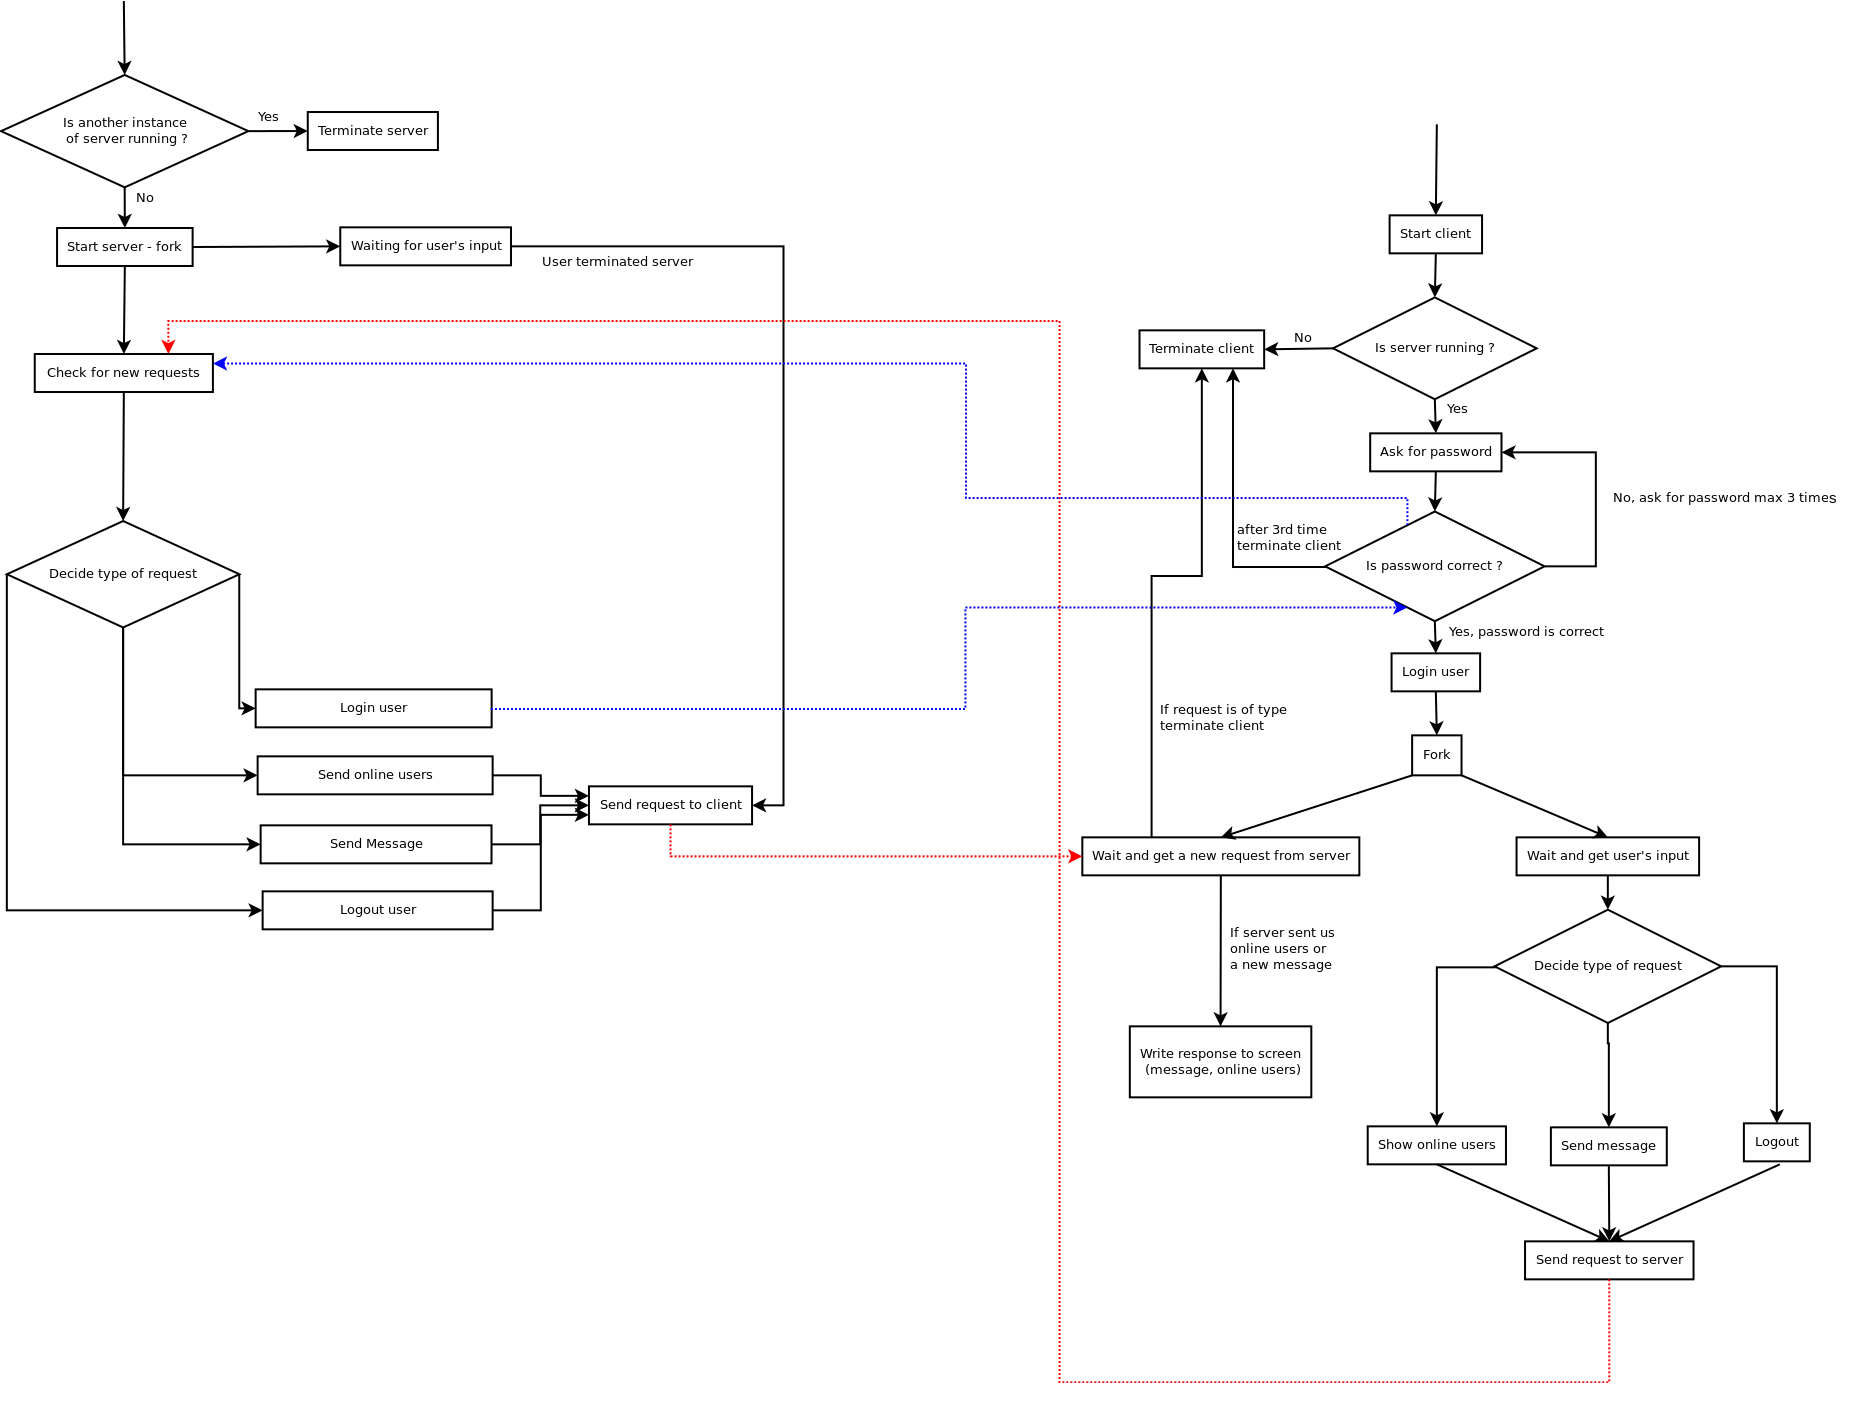 Is another instance
of server running ?
Yes
Terminate server
No
Start server - fork
Waiting for user's input
User terminated server
Check for new requests
Decide type of request
Login user
Send online users
Send Message
Logout user
Send request to client
Start client
Is server running ?
No
Terminate client
Yes
Ask for password
No, ask for password max 3 times
after 3rd time
terminate client
Is password correct ?
Yes, password is correct
Login user
Fork
If request is of type
terminate client
Wait and get a new request from server
Wait and get user's input
If server sent us
online users or
a new message
Decide type of request
Write response to screen
(message, online users)
Show online users
Send message
Logout
Send request to server